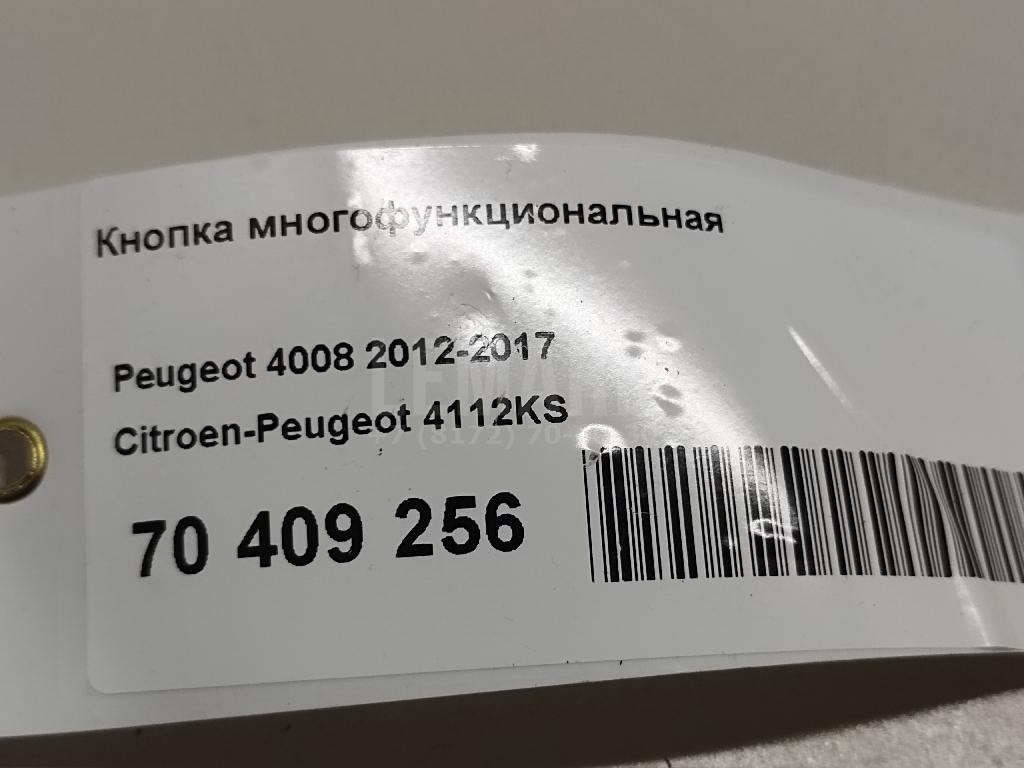 Кнопка многофункциональная
Peugeot 4008 2012-2017
Citroen-Peugeot 4112KS
70 409 256